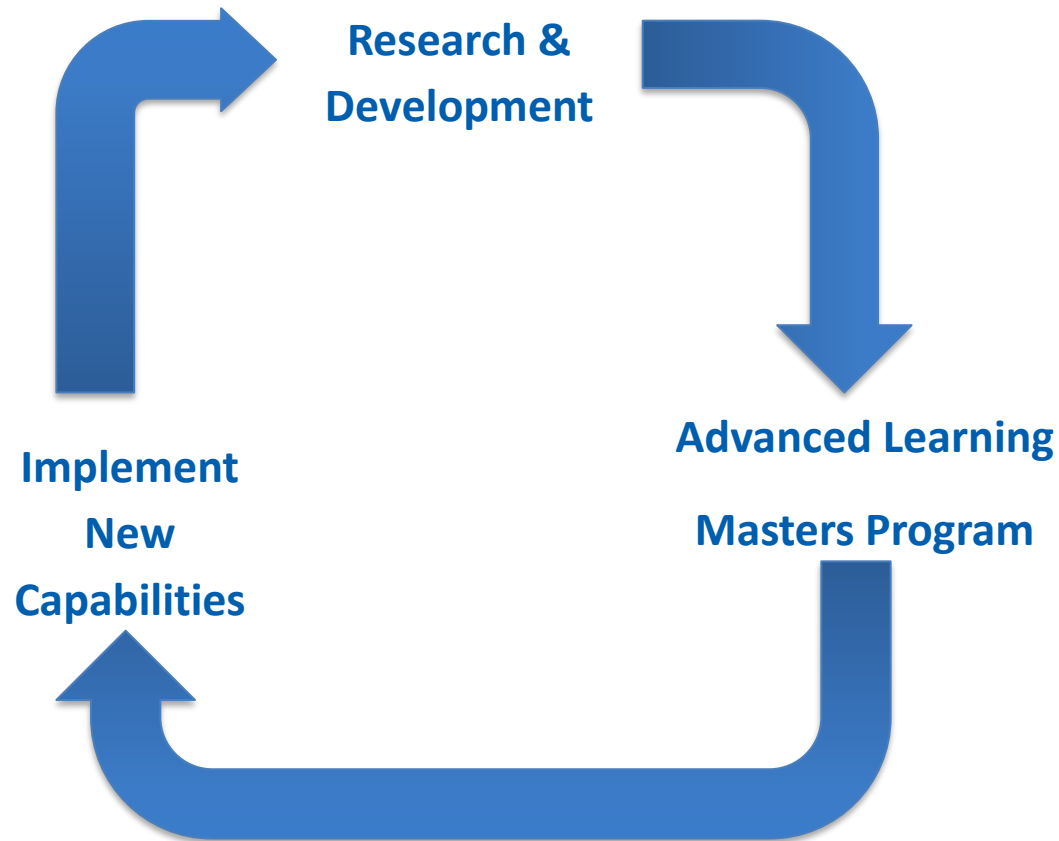 Research &
Development
Advanced Learning
Masters Program
Implement
New
Capabilities